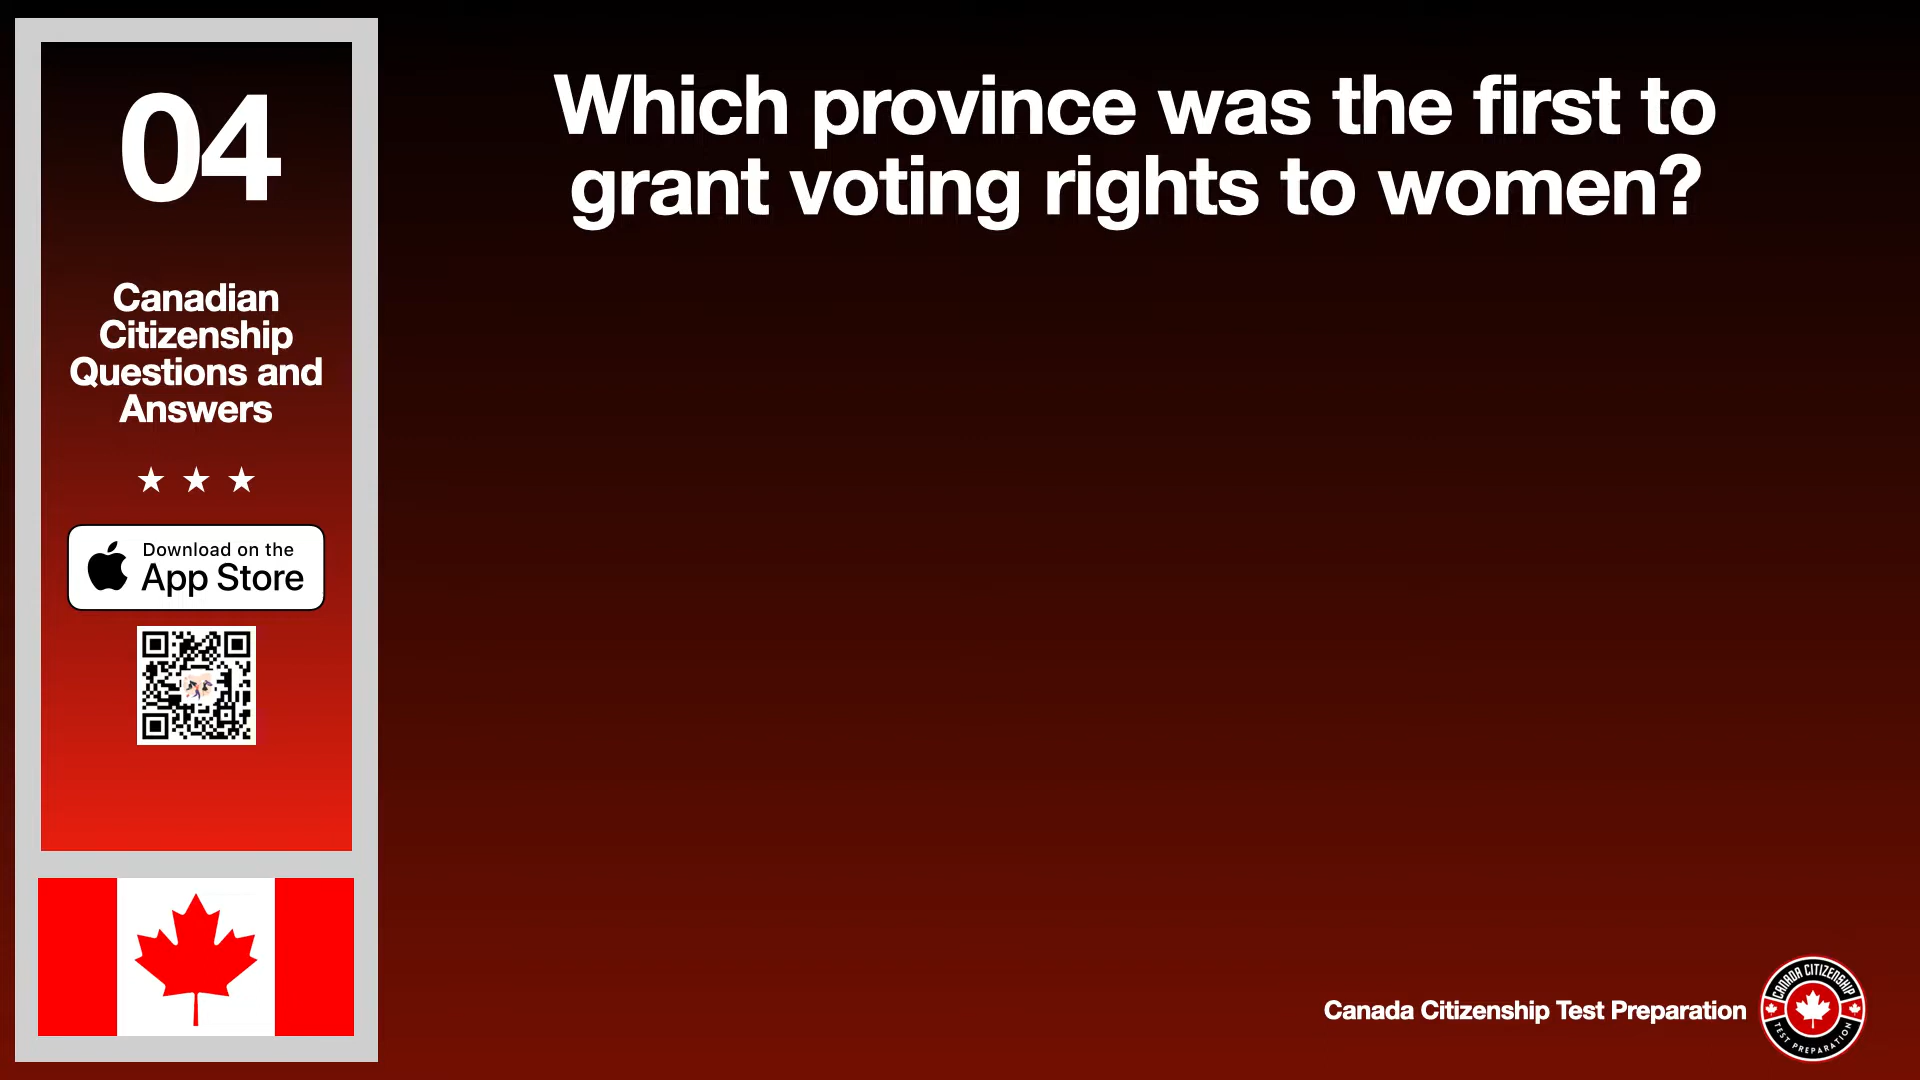 04
Canadian
Citizenship
Questions and
Answers
Download on the
App Store
Which province was the first to
grant voting rights to women?
Canada Citizenship Test Preparation
CANADA CITIZENSHIP
TEST PREPARATION